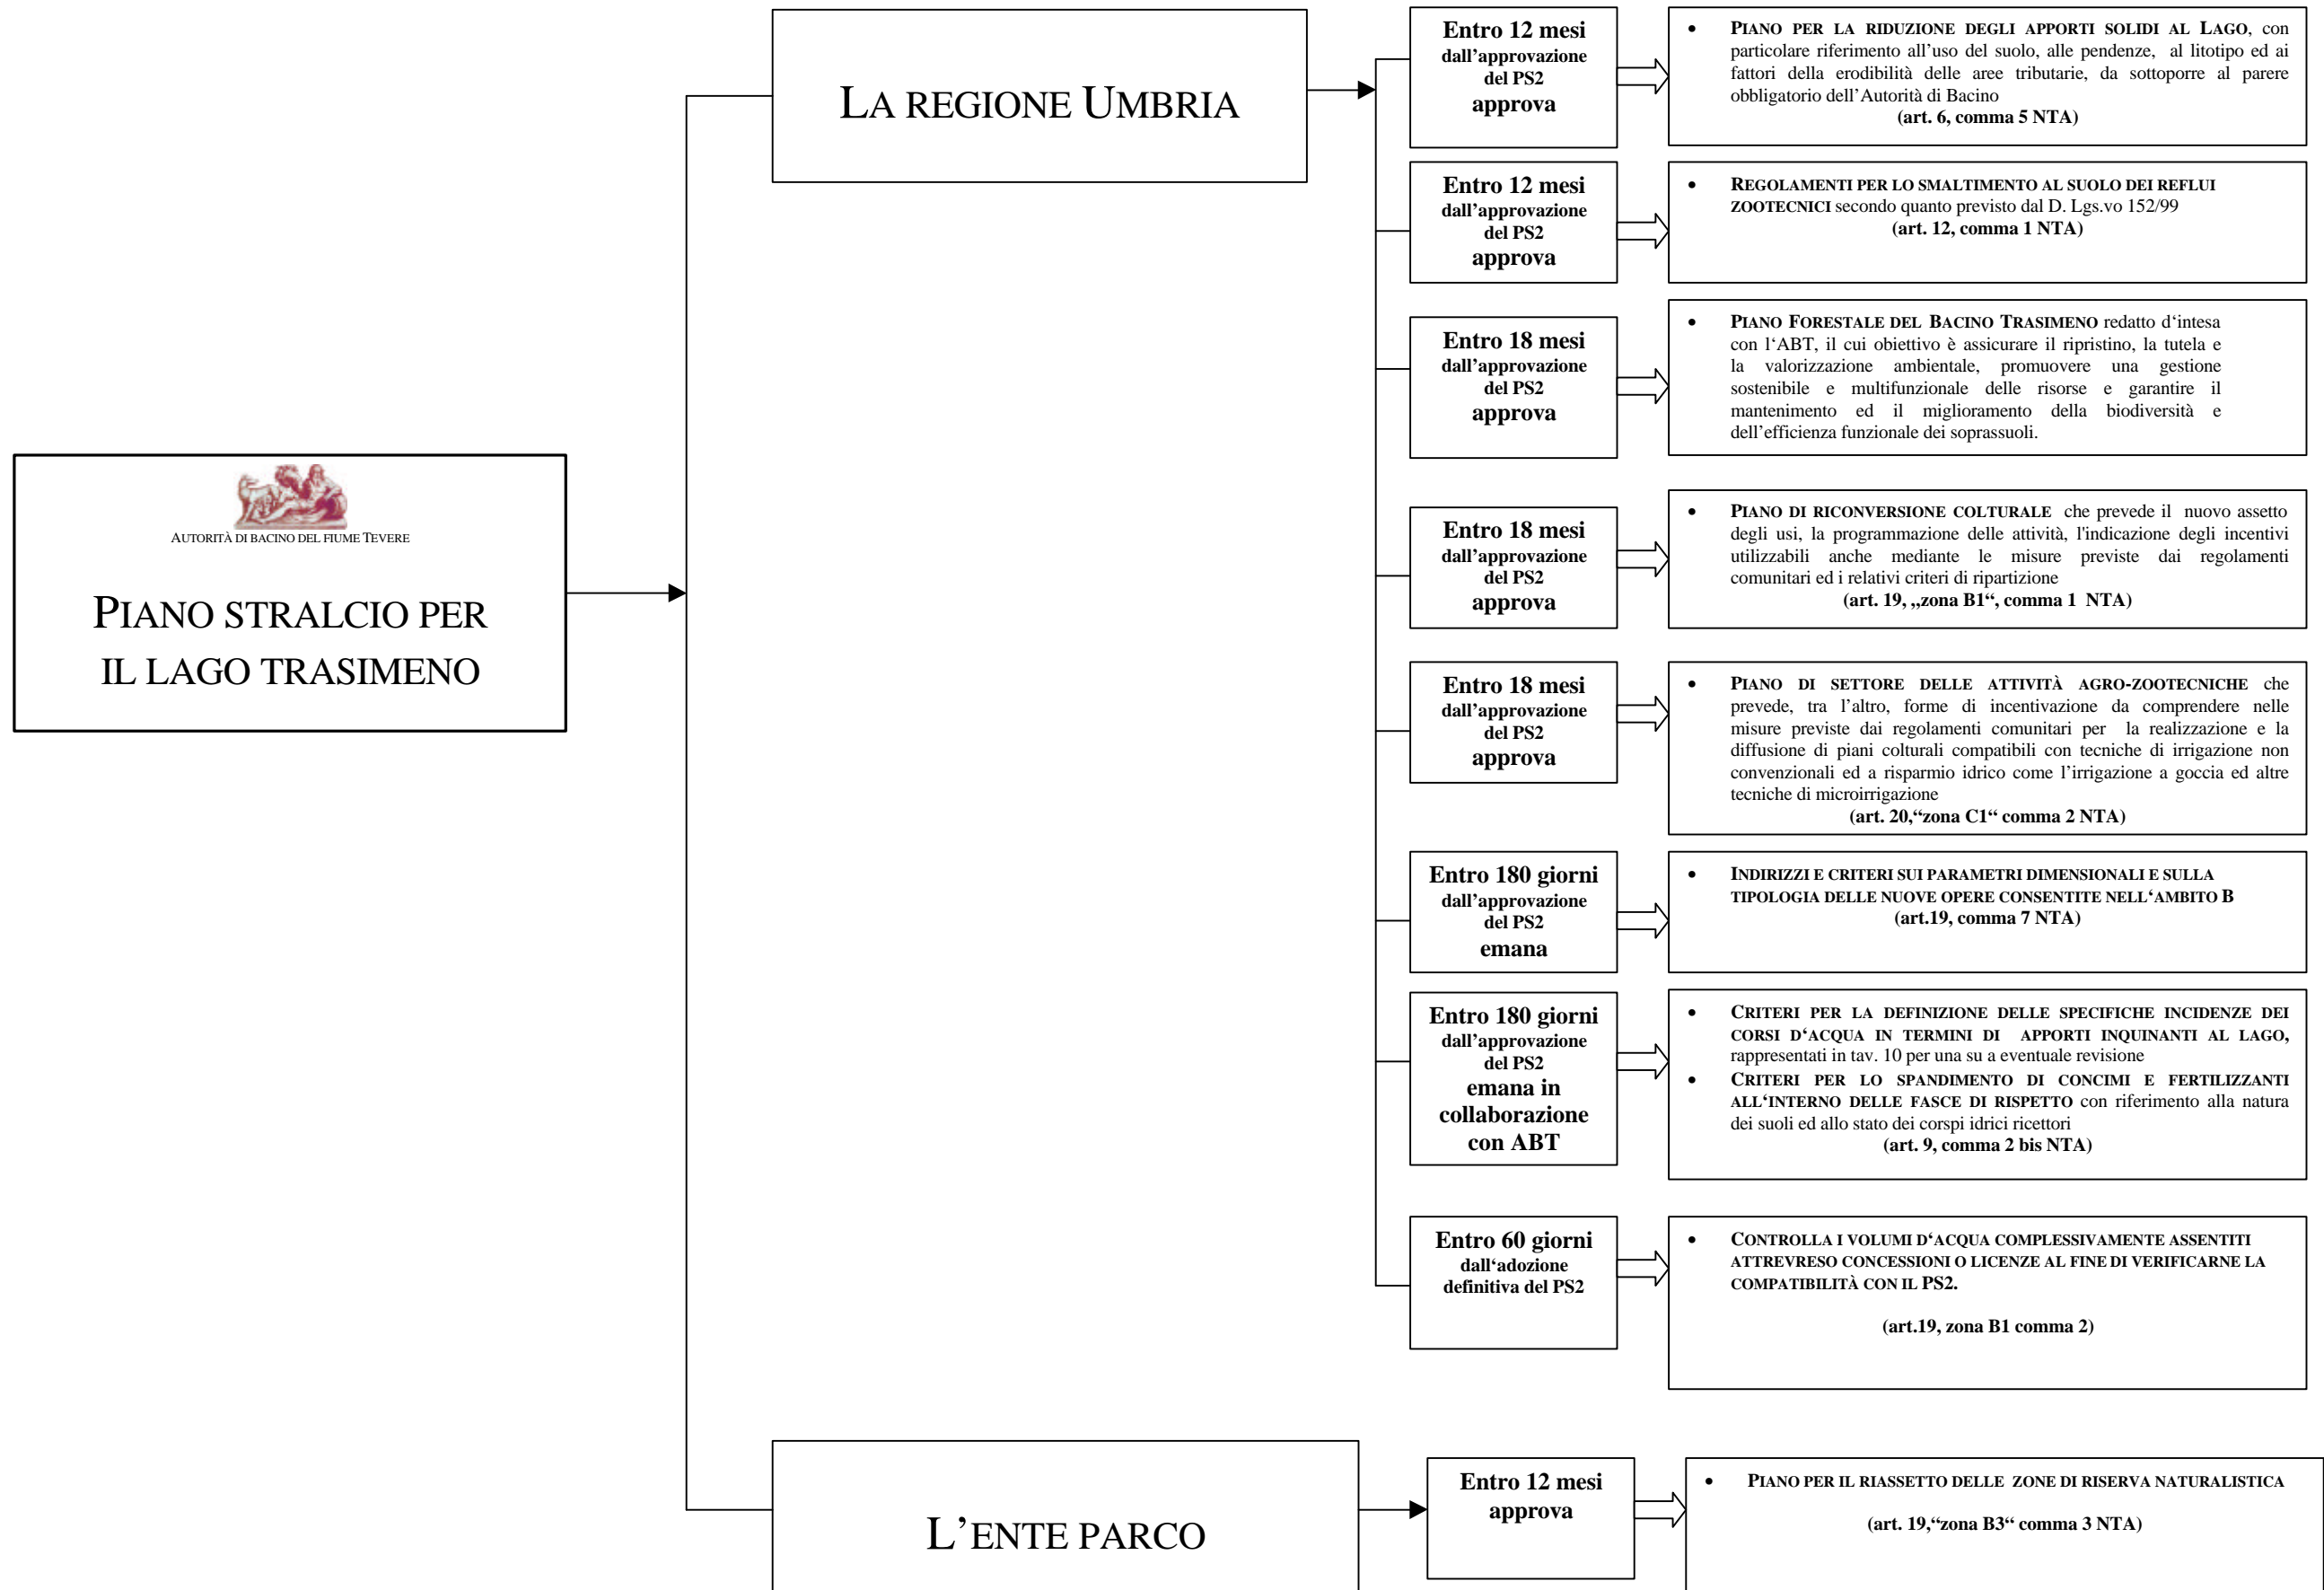 AUTORITÀ DI BACINO DEL FIUME TEVERE
PIANO STRALCIO PER
IL LAGO TRASIMENO
LA REGIONE UMBRIA
Entro 12 mesi
dall'approvazione
del PS2
approva
• PIANO PER LA RIDUZIONE DEGLI APPORTI SOLIDI AL LAGO, con
particolare riferimento all'uso del suolo, alle pendenze, al litotipo ed ai
fattori della erodibilità delle aree tributarie, da sottoporre al parere
obbligatorio dell'Autorità di Bacino
(art. 6, comma 5 NTA)
Entro 12 mesi
dall'approvazione
del PS2
approva
• REGOLAMENTI PER LO SMALTIMENTO AL SUOLO DEI REFLUI
ZOOTECNICI secondo quanto previsto dal D. Lgs.vo 152/99
(art. 12, comma 1 NTA)
Entro 18 mesi
dall'approvazione
del PS2
approva
• PIANO FORESTALE DEL BACINO TRASIMENO redatto d'intesa
con l'ABT, il cui obiettivo è assicurare il ripristino, la tutela e
la valorizzazione ambientale, promuovere una gestione
sostenibile e multifunzionale delle risorse e garantire il
mantenimento ed il miglioramento della biodiversità e
dell'efficienza funzionale dei soprassuoli.
Entro 18 mesi
dall'approvazione
del PS2
approva
• PIANO DI RICONVERSIONE COLTURALE che prevede il nuovo assetto
degli usi, la programmazione delle attività, l'indicazione degli incentivi
utilizzabili anche mediante le misure previste dai regolamenti
comunitari ed i relativi criteri di ripartizione
(art. 19, „zona B1“, comma 1 NTA)
Entro 18 mesi
dall'approvazione
del PS2
approva
• PIANO DI SETTORE DELLE ATTIVITÀ AGRO-ZOOTECNICHE che
prevede, tra l'altro, forme di incentivazione da comprendere nelle
misure previste dai regolamenti comunitari per la realizzazione e la
diffusione di piani colturali compatibili con tecniche di irrigazione non
convenzionali ed a risparmio idrico come l'irrigazione a goccia ed altre
tecniche di microirrigazione
(art. 20,“zona C1“ comma 2 NTA)
Entro 180 giorni
dall'approvazione
del PS2
emana
• INDIRIZZI E CRITERI SUI PARAMETRI DIMENSIONALI E SULLA
TIPOLOGIA DELLE NUOVE OPERE CONSENTITE NELL‘AMBITO B
(art.19, comma 7 NTA)
Entro 180 giorni
dall'approvazione
del PS2
emana in
collaborazione
con ABT
• CRITERI PER LA DEFINIZIONE DELLE SPECIFICHE INCIDENZE DEI
CORSI D‘ACQUA IN TERMINI DI APPORTI INQUINANTI AL LAGO,
rappresentati in tav. 10 per una su a eventuale revisione
• CRITERI PER LO SPANDIMENTO DI CONCIMI E FERTILIZZANTI
ALL‘INTERNO DELLE FASCE DI RISPETTO con riferimento alla natura
dei suoli ed allo stato dei corspi idrici ricettori
(art. 9, comma 2 bis NTA)
Entro 60 giorni
dall‘adozione
definitiva del PS2
• CONTROLLA I VOLUMI D‘ACQUA COMPLESSIVAMENTE ASSENTITI
ATTREVRESO CONCESSIONI O LICENZE AL FINE DI VERIFICARNE LA
COMPATIBILITÀ CON IL PS2.
(art.19, zona B1 comma 2)
L'ENTE PARCO
Entro 12 mesi
approva
• PIANO PER IL RIASSETTO DELLE ZONE DI RISERVA NATURALISTICA
(art. 19,“zona B3“ comma 3 NTA)